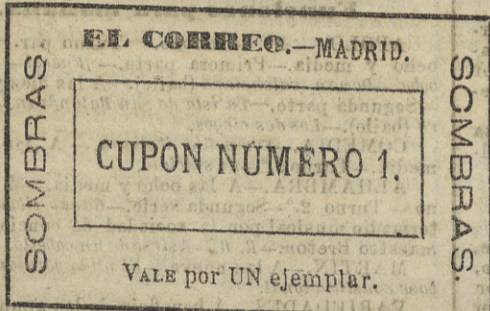 EL CORREO.—MADRID.
SOMBRAS
CUPON NÚMERO 1.
SOMBRAS.
VALE por UN ejemplar.